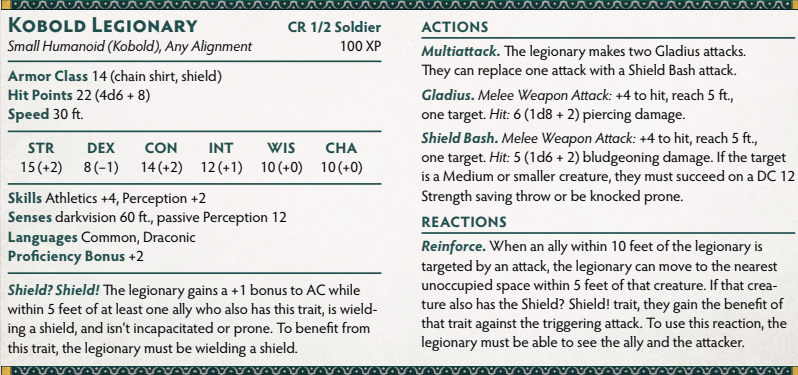 KOBOLD LEGIONARY CR 1/2 Soldier
Small Humanoid (Kobold), Any Alignment 100 XP
Armor Class 14 (chain shirt, shield)
Hit Points 22 (4d6 + 8)
Speed 30 ft.
STR DEX CON INT WIS CHA
15 (+2) 8 (−1) 14 (+2) 12 (+1) 10 (+0) 10 (+0)
Skills Athletics +4, Perception +2
Senses darkvision 60 ft., passive Perception 12
Languages Common, Draconic
Proficiency Bonus +2
Shield? Shield! The legionary gains a +1 bonus to AC while
within 5 feet of at least one ally who also has this trait, is wield-
ing a shield, and isn't incapacitated or prone. To benefit from
this trait, the legionary must be wielding a shield.
ACTIONS
Multiattack. The legionary makes two Gladius attacks.
They can replace one attack with a Shield Bash attack.
Gladius. Melee Weapon Attack: +4 to hit, reach 5 ft.,
one target. Hit: 6 (1d8 + 2) piercing damage.
Shield Bash. Melee Weapon Attack: +4 to hit, reach 5 ft.,
one target. Hit: 5 (1d6 + 2) bludgeoning damage. If the target
is a Medium or smaller creature, they must succeed on a DC 12
Strength saving throw or be knocked prone.
REACTIONS
Reinforce. When an ally within 10 feet of the legionary is
targeted by an attack, the legionary can move to the nearest
unoccupied space within 5 feet of that creature. If that crea-
ture also has the Shield? Shield! trait, they gain the benefit of
that trait against the triggering attack. To use this reaction, the
legionary must be able to see the ally and the attacker.